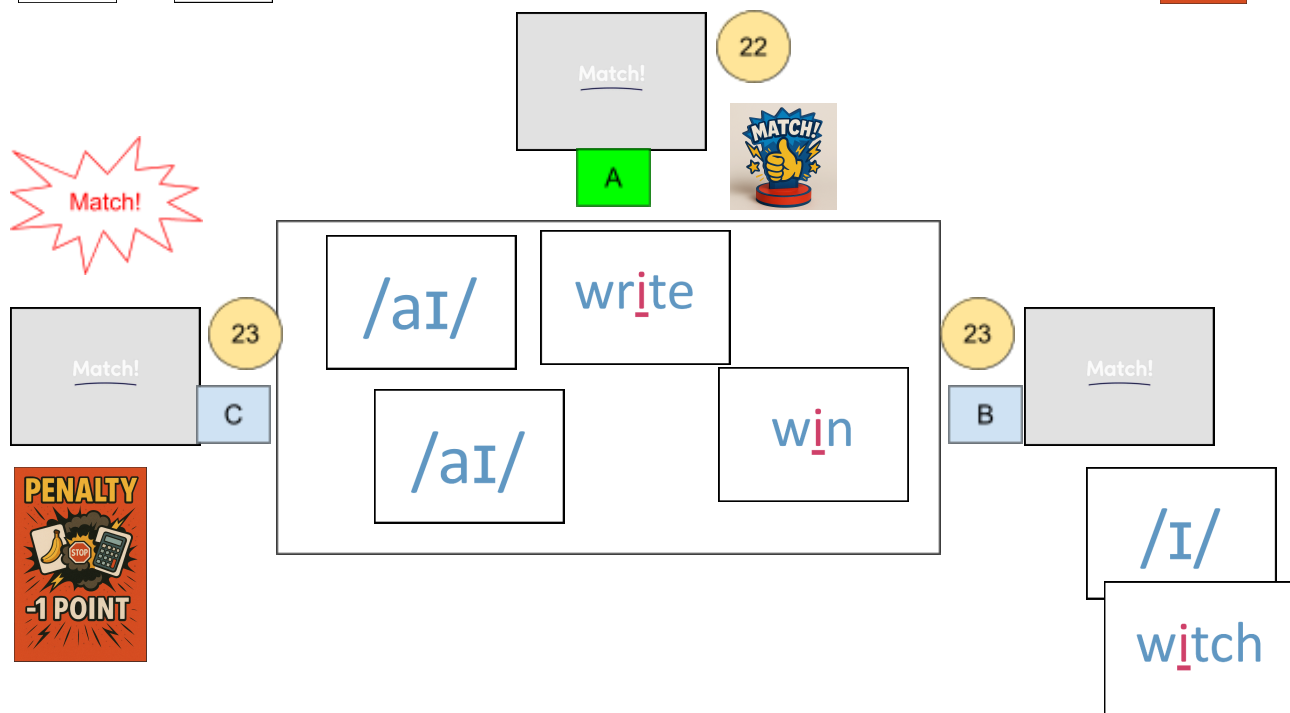 Match!
22
MATCH!
A
Match!
/aɪ/
write
Match!
23
C
23
B
Match!
/aɪ/
win
PENALTY
STOP
-1 POINT
/ɪ/
witch